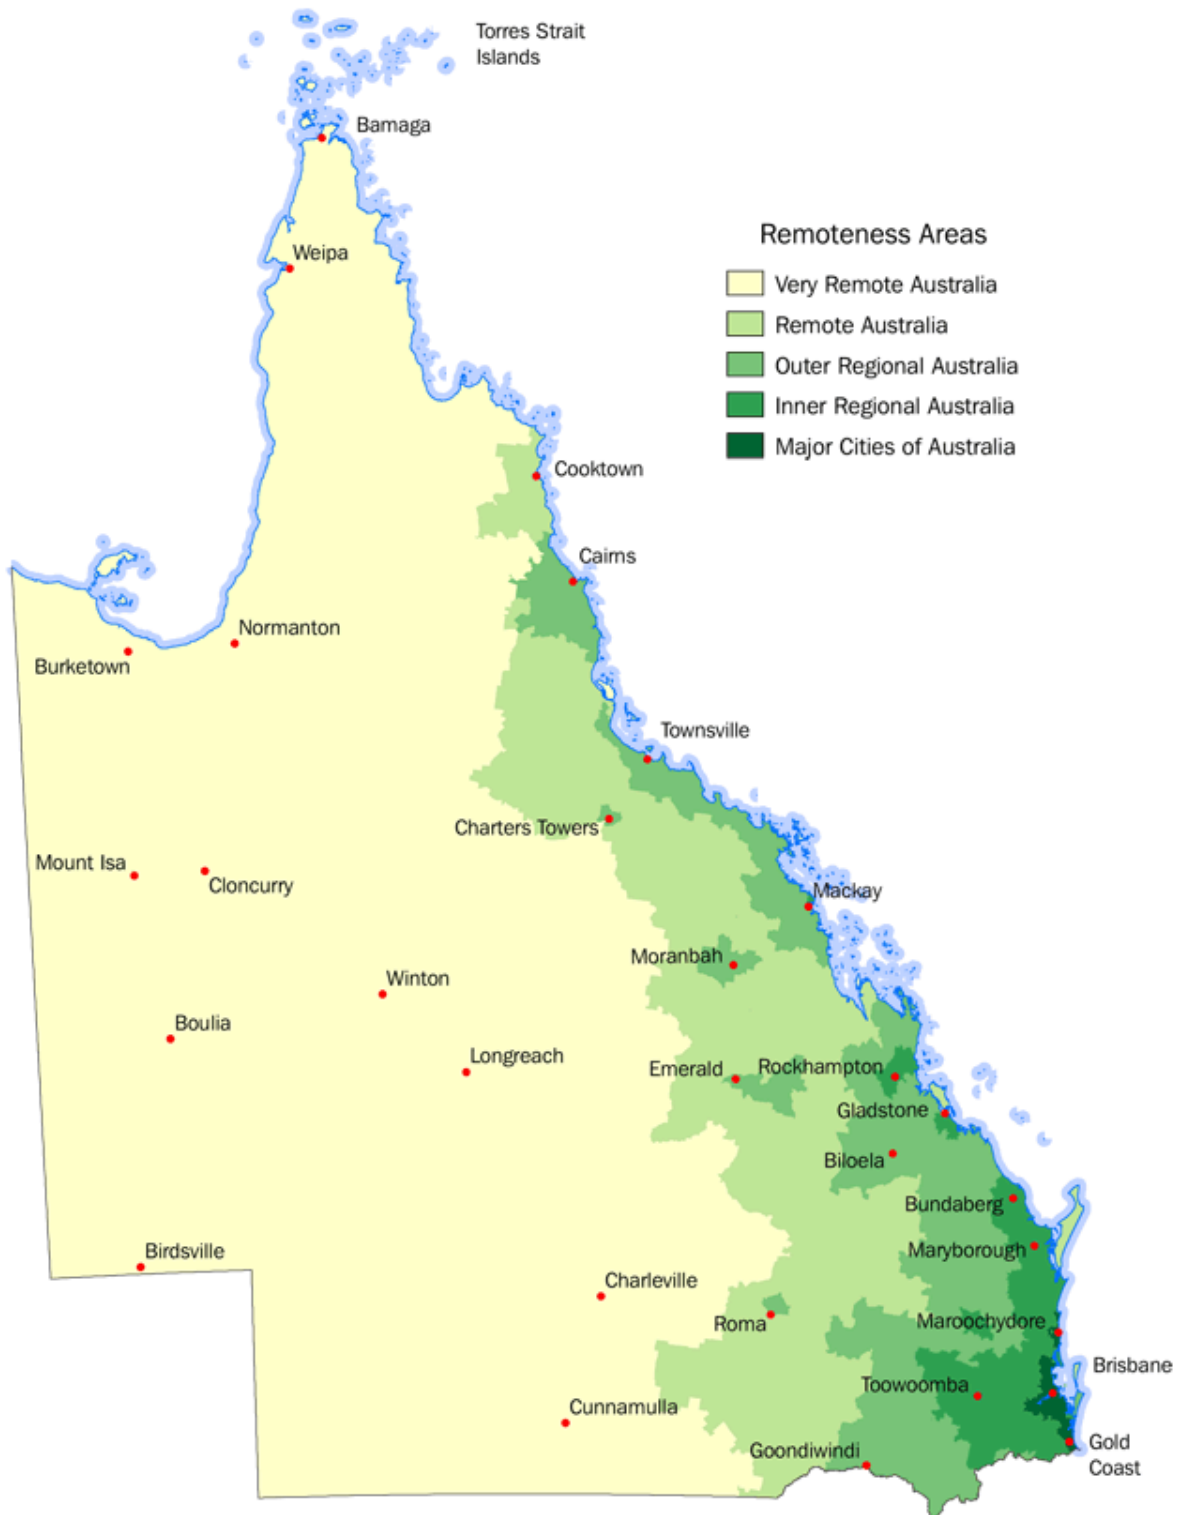 Torres Strait
Islands
Bamaga
Remoteness Areas
Weipa
Very Remote Australia
Remote Australia
Outer Regional Australia
Inner Regional Australia
Major Cities of Australia
Cooktown
Cairns
Normanton
Burketown
Townsville
Charters Towers
Mount Isa
Cloncurry
Mackay
Moranbah
Winton
Boulia
Longreach
Emerald
Rockhampton
Gladstone
Biloela
Bundaberg
Birdsville
Maryborough
Charleville
Roma
Maroochydore
Brisbane
Toowoomba
Cunnamulla
Goondiwindi
Gold
Coast